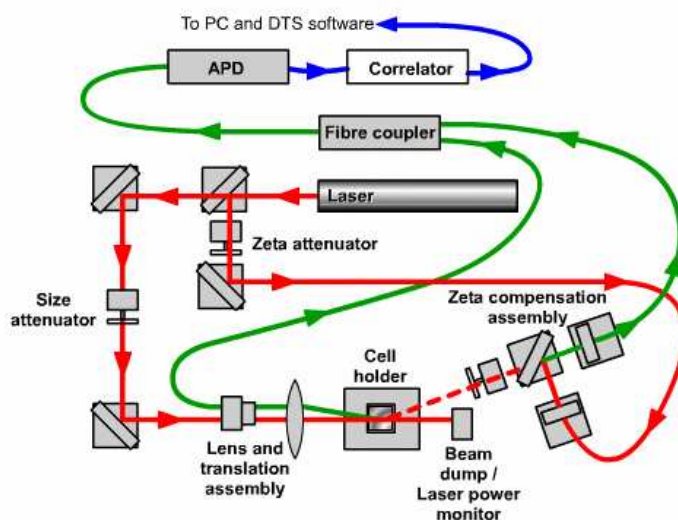 To PC and DTS software
APD
Correlator
Fibre coupler
Laser
Zeta attenuator
Size
attenuator
Zeta compensation
assembly
Cell
holder
Lens and
translation
assembly
Beam
dump /
Laser power
monitor